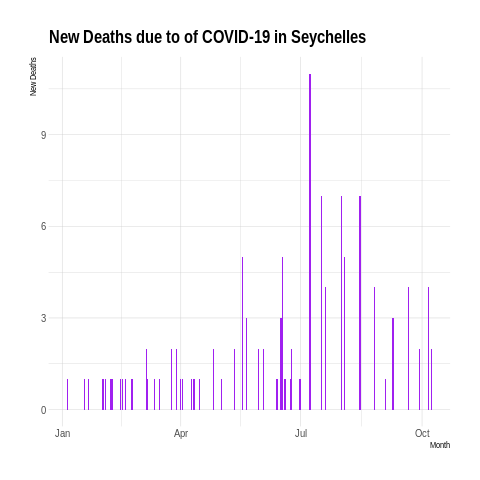 New Deaths due to of COVID-19 in Seychelles
New Deaths
9
6
3
0
Jan Apr Jul Oct
Month